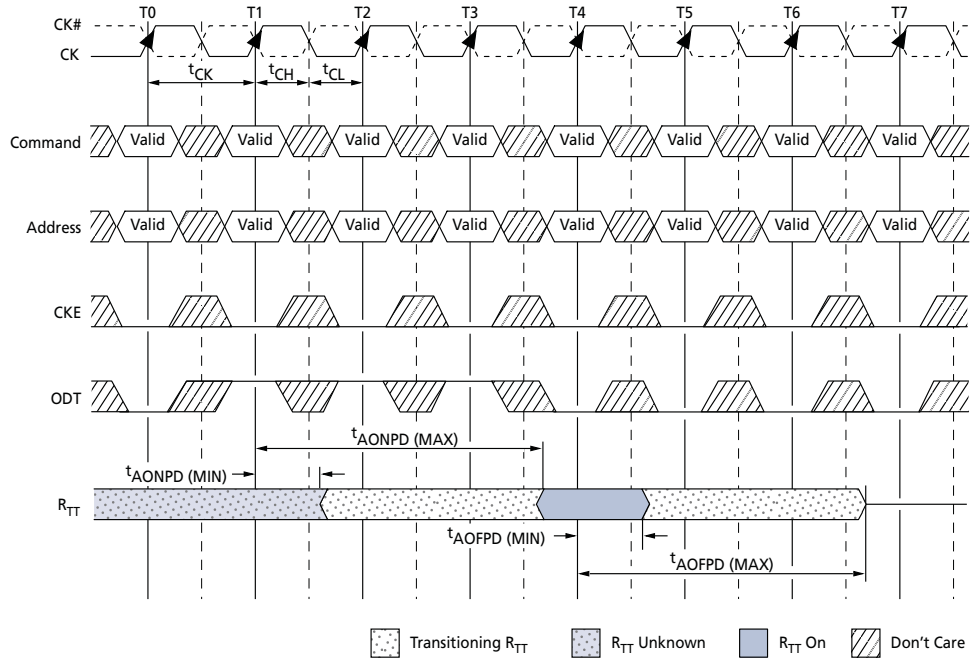 T0 T1 T2 T3 T4 T5 T6 T7
CK#
CK
tCK tCH tCL
Command Valid Valid Valid Valid Valid Valid Valid Valid
Address Valid Valid Valid Valid Valid Valid Valid Valid
CKE
ODT
tAONPD (MAX)
tAONPD (MIN)
RTT
tAOFPD (MIN)
tAOFPD (MAX)
Transitioning RTT RTT Unknown RTT On Don't Care